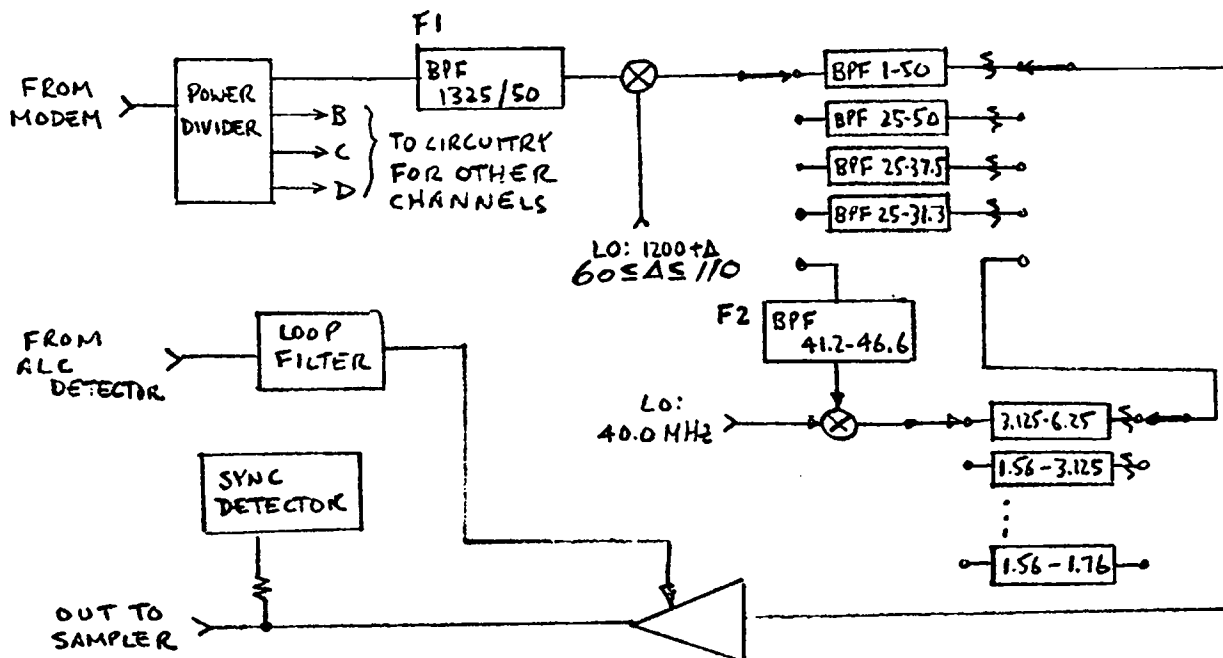 F1
FROM
MODEM
POWER
DIVIDER
BPF
1325/50
B
C
D
TO CIRCUITRY
FOR OTHER
CHANNELS
LO: 1200+Δ
60≤Δ≤110
BPF 1-50
BPF 25-50
BPF 25-37.5
BPF 25-31.3
F2
BPF
41.2-46.6
FROM
ALC
DETECTOR
LOOP
FILTER
LO:
40.0 MHz
3.125-6.25
1.56-3.125
1.56-1.76
SYNC
DETECTOR
OUT TO
SAMPLER